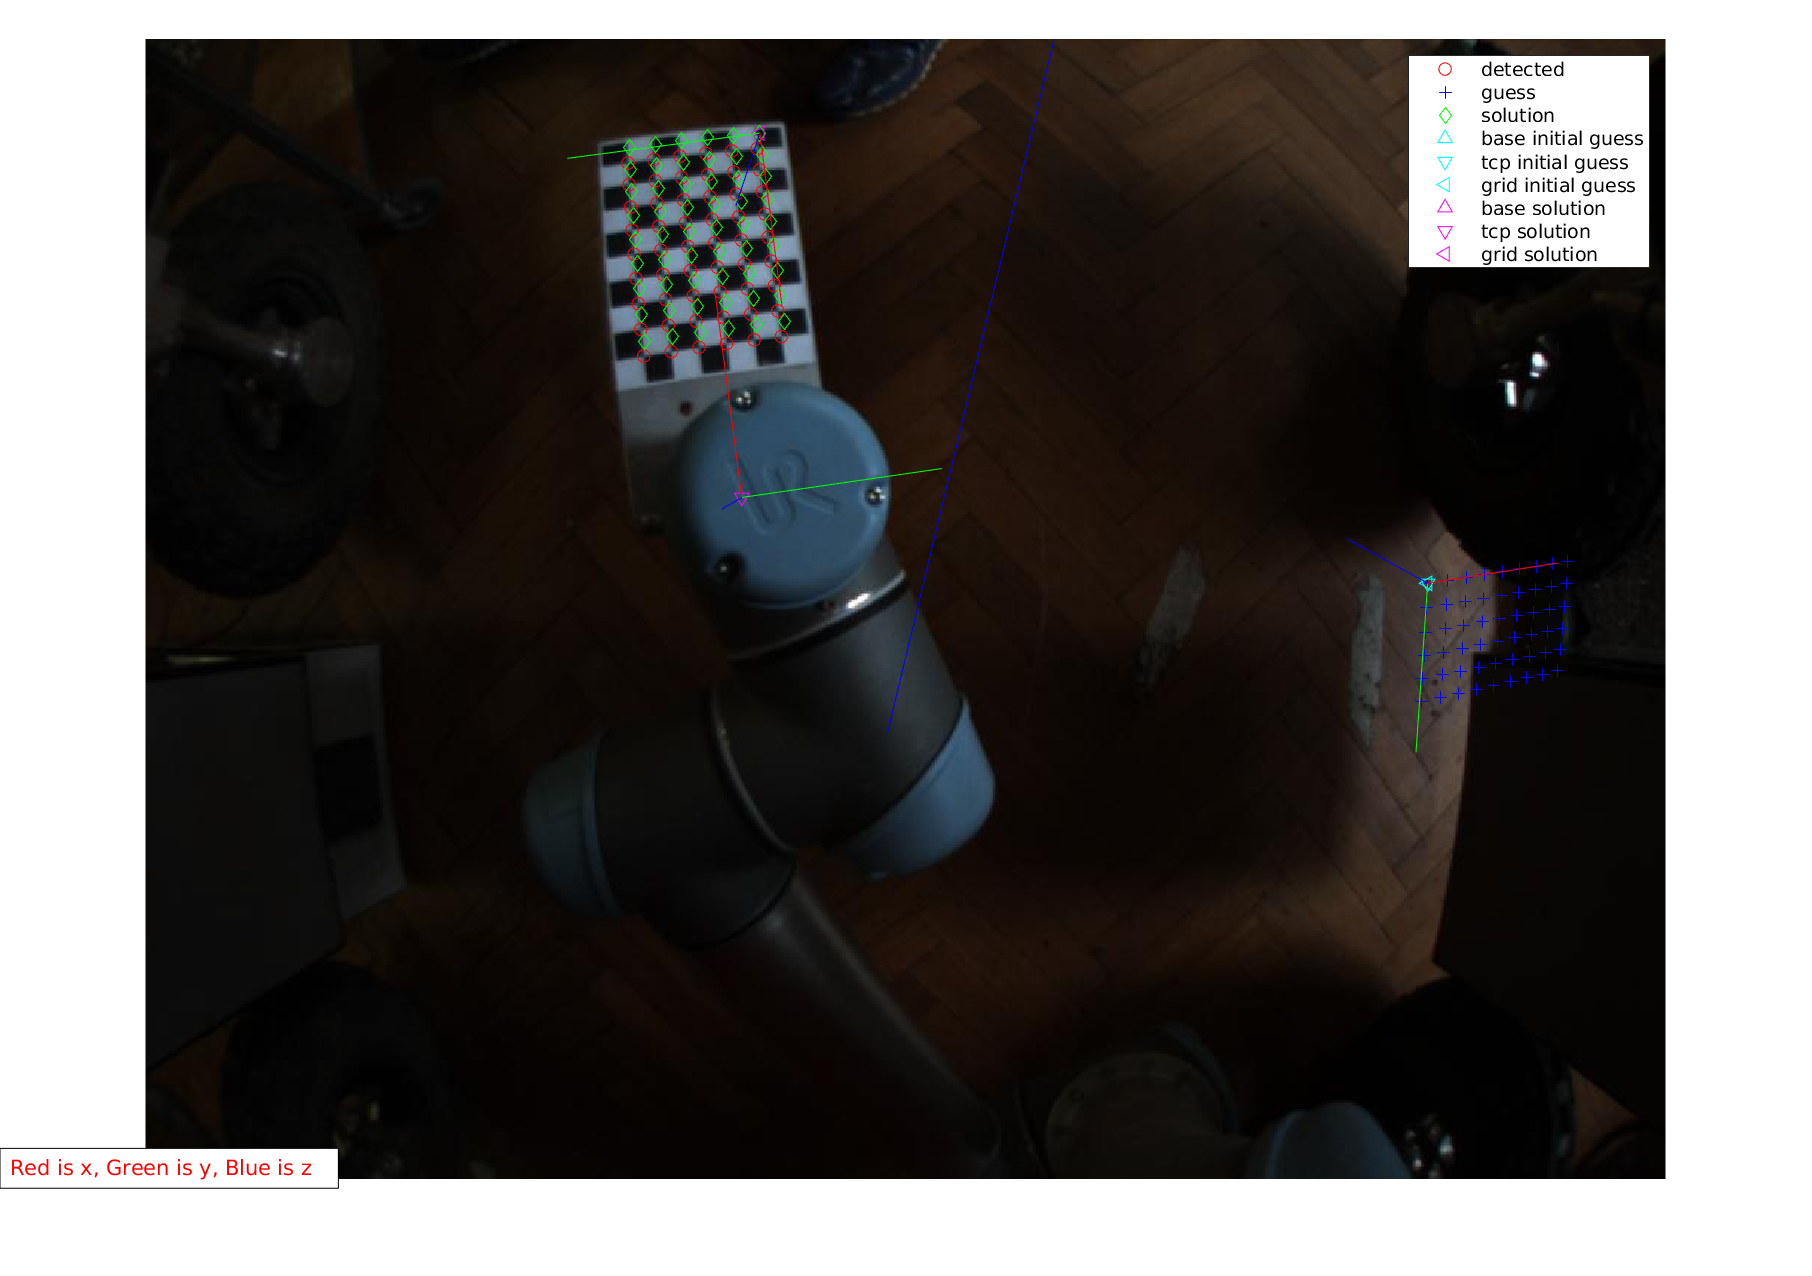 detected
guess
solution
base initial guess
tcp initial guess
grid initial guess
base solution
tcp solution
grid solution
UR
Red is x, Green is y, Blue is z